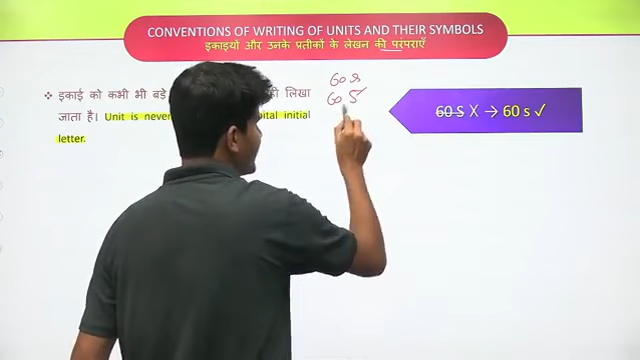 CONVENTIONS OF WRITING OF UNITS AND THEIR SYMBOLS
इकाइयों और उनके प्रतीकों के लेखन की परंपराएँ
❖ इकाई को कभी भी बड़े ही लिखा
जाता है। Unit is never initial
letter.
60 s
60
60 S X → 60 s ✓